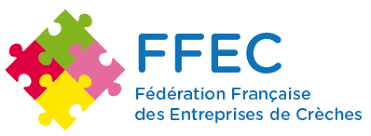 FFEC
Fédération Française
des Entreprises de Crèches